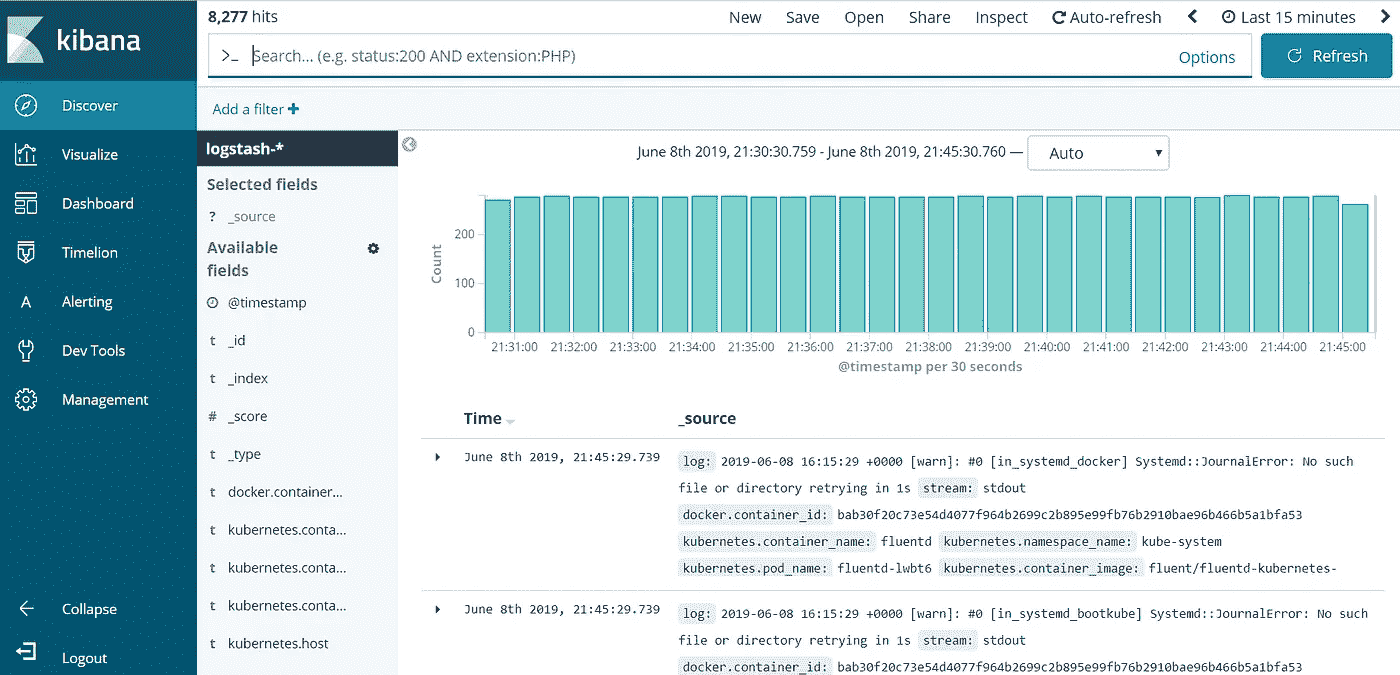 kibana
Discover
Visualize
Dashboard
Timelion
A Alerting
Dev Tools
Management
Collapse
Logout
8,277 hits
New Save Open Share Inspect Auto-refresh Last 15 minutes
>_ Search... (e.g. status:200 AND extension:PHP) Options Refresh
Add a filter +
logstash-*
Selected fields
? _source
Available
fields
@timestamp
t _id
t _index
# _score
t _type
t docker.container...
t kubernetes.conta...
t kubernetes.conta...
t kubernetes.conta...
t kubernetes.host
June 8th 2019, 21:30:30.759 - June 8th 2019, 21:45:30.760 — Auto
Count
200
100
0
21:31:00 21:32:00 21:33:00 21:34:00 21:35:00 21:36:00 21:37:00 21:38:00 21:39:00 21:40:00 21:41:00 21:42:00 21:43:00 21:44:00 21:45:00
@timestamp per 30 seconds
Time _source
June 8th 2019, 21:45:29.739 log: 2019-06-08 16:15:29 +0000 [warn]: #0 [in_systemd_docker] Systemd::JournalError: No such
file or directory retrying in 1s stream: stdout
docker.container_id: bab30f20c73e54d4077f964b2699c2b895e99fb76b2910bae96b466b5a1bfa53
kubernetes.container_name: fluentd kubernetes.namespace_name: kube-system
kubernetes.pod_name: fluentd-lwbt6 kubernetes.container_image: fluent/fluentd-kubernetes-
June 8th 2019, 21:45:29.739 log: 2019-06-08 16:15:29 +0000 [warn]: #0 [in_systemd_bootkube] Systemd::JournalError: No such
file or directory retrying in 1s stream: stdout
docker.container_id: bab30f20c73e54d4077f964b2699c2b895e99fb76b2910bae96b466b5a1bfa53